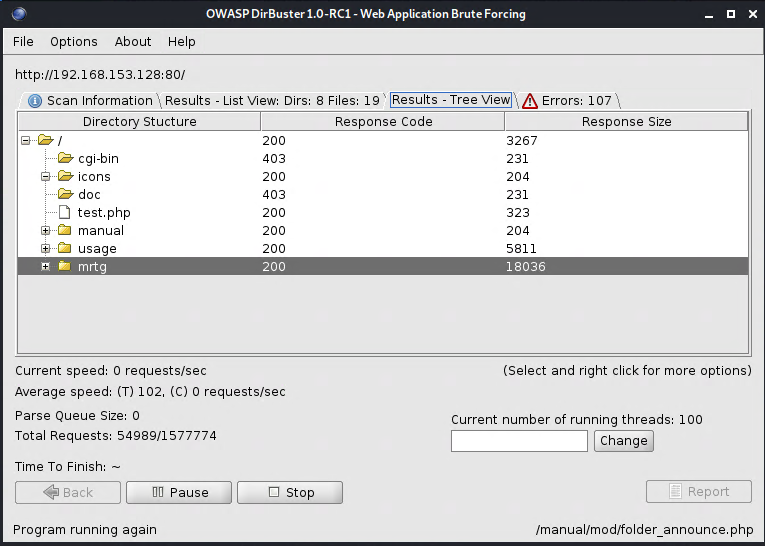 OWASP DirBuster 1.0-RC1 - Web Application Brute Forcing
File Options About Help
http://192.168.153.128:80/
Scan Information Results - List View: Dirs: 8 Files: 19 Results - Tree View Errors: 107
Directory Stucture Response Code Response Size
/ 200 3267
cgi-bin 403 231
icons 200 204
doc 403 231
test.php 200 323
manual 200 204
usage 200 5811
mrtg 200 18036
Current speed: 0 requests/sec (Select and right click for more options)
Average speed: (T) 102, (C) 0 requests/sec
Parse Queue Size: 0
Current number of running threads: 100
Total Requests: 54989/1577774
Change
Time To Finish: ~
Back Pause Stop Report
Program running again /manual/mod/folder_announce.php